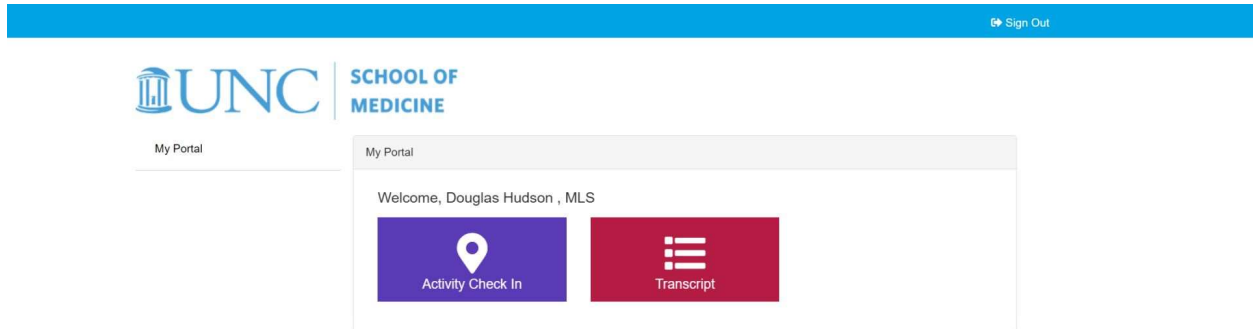 Sign Out
UNC SCHOOL OF
MEDICINE
My Portal
My Portal
Welcome, Douglas Hudson , MLS
Activity Check In
Transcript